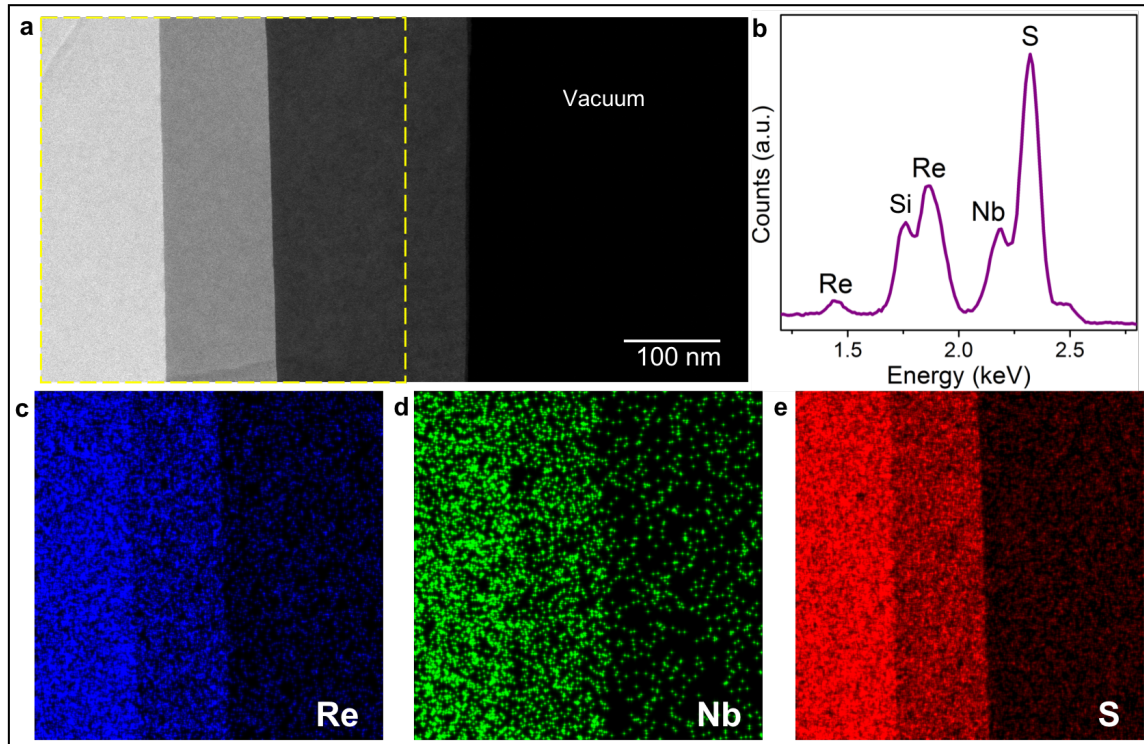 a
Vacuum
100 nm
b
Counts (a.u.)
S
Re
Si
Nb
Re
1.5
2.0
2.5
Energy (keV)
c
Re
d
Nb
e
S